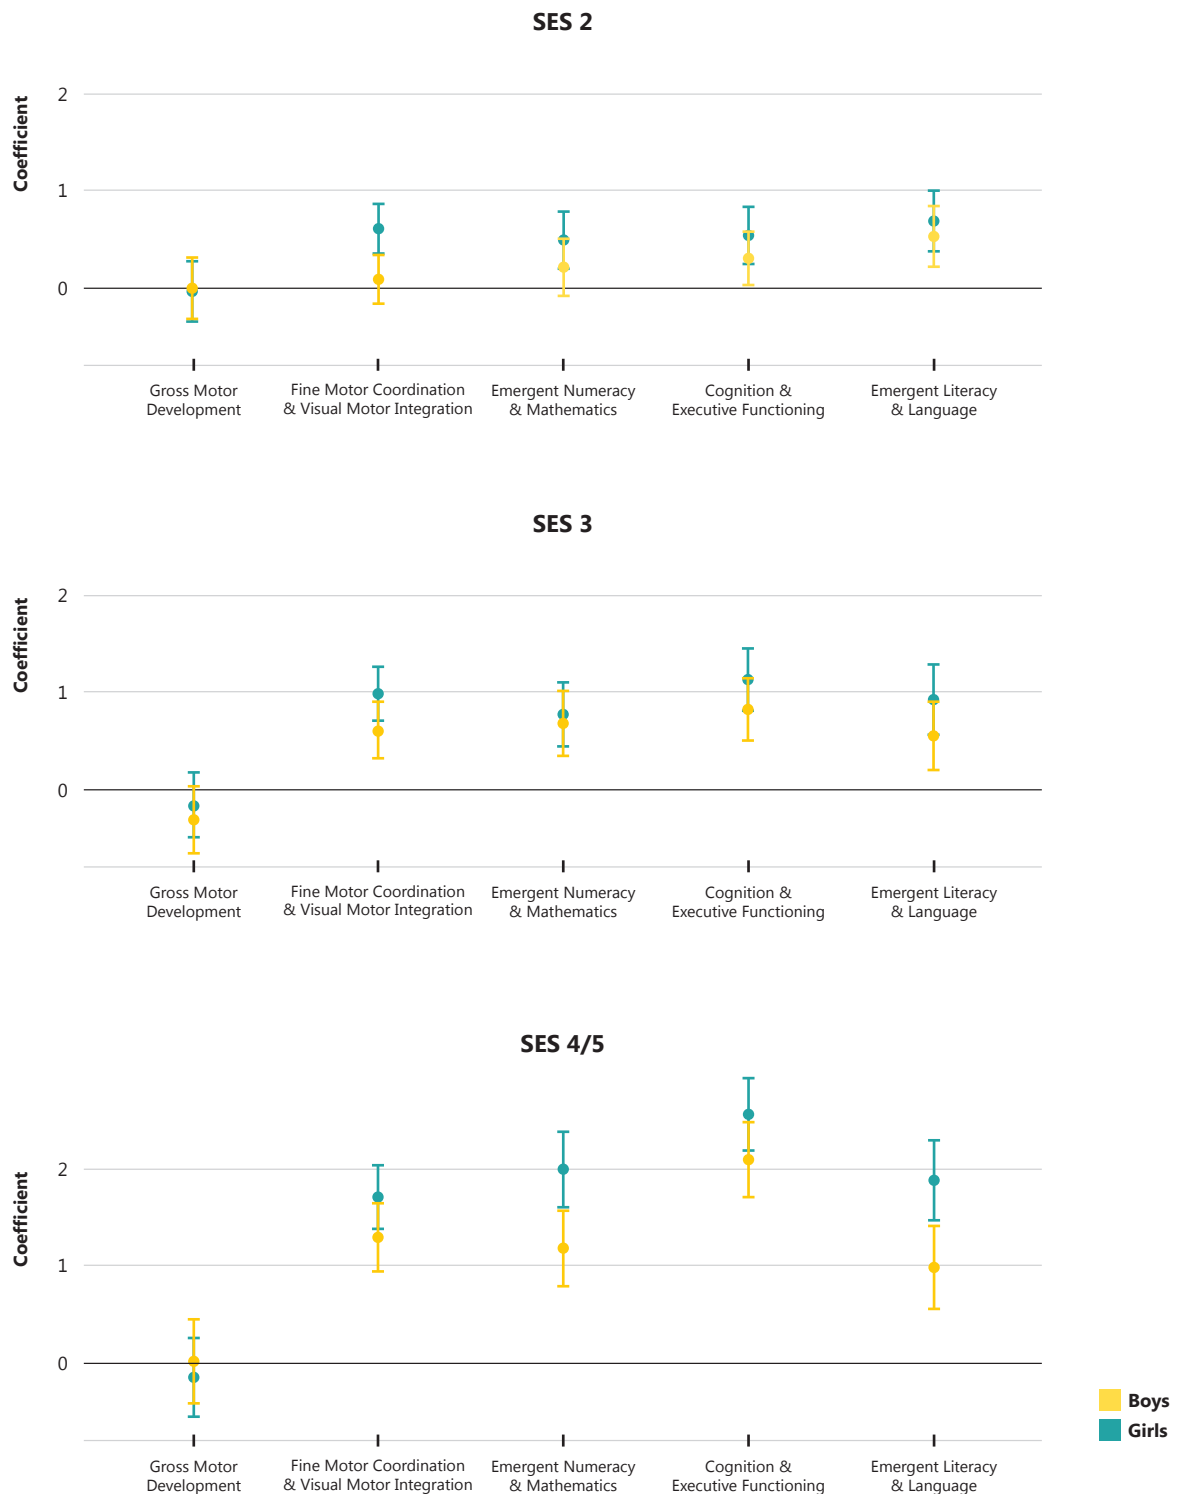 SES 2
Coefficient
2
1
0
Gross Motor
Development
Fine Motor Coordination
& Visual Motor Integration
Emergent Numeracy
& Mathematics
Cognition &
Executive Functioning
Emergent Literacy
& Language
SES 3
Coefficient
2
1
0
Gross Motor
Development
Fine Motor Coordination
& Visual Motor Integration
Emergent Numeracy
& Mathematics
Cognition &
Executive Functioning
Emergent Literacy
& Language
SES 4/5
Coefficient
2
1
0
Gross Motor
Development
Fine Motor Coordination
& Visual Motor Integration
Emergent Numeracy
& Mathematics
Cognition &
Executive Functioning
Emergent Literacy
& Language
Boys
Girls